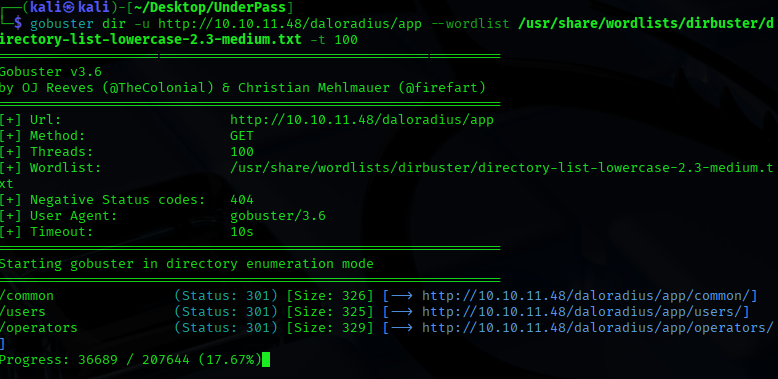 ┌──(kali㉿kali)-[~/Desktop/UnderPass]
└─$ gobuster dir -u http://10.10.11.48/daloradius/app --wordlist /usr/share/wordlists/dirbuster/d
irectory-list-lowercase-2.3-medium.txt -t 100
===============================================================
Gobuster v3.6
by OJ Reeves (@TheColonial) & Christian Mehlmauer (@firefart)
===============================================================
[+] Url:                     http://10.10.11.48/daloradius/app
[+] Method:                  GET
[+] Threads:                 100
[+] Wordlist:                /usr/share/wordlists/dirbuster/directory-list-lowercase-2.3-medium.t
xt
[+] Negative Status codes:   404
[+] User Agent:              gobuster/3.6
[+] Timeout:                 10s
===============================================================
Starting gobuster in directory enumeration mode
===============================================================
/common               (Status: 301) [Size: 326] [--> http://10.10.11.48/daloradius/app/common/]
/users                (Status: 301) [Size: 325] [--> http://10.10.11.48/daloradius/app/users/]
/operators            (Status: 301) [Size: 329] [--> http://10.10.11.48/daloradius/app/operators/
]
Progress: 36689 / 207644 (17.67%)